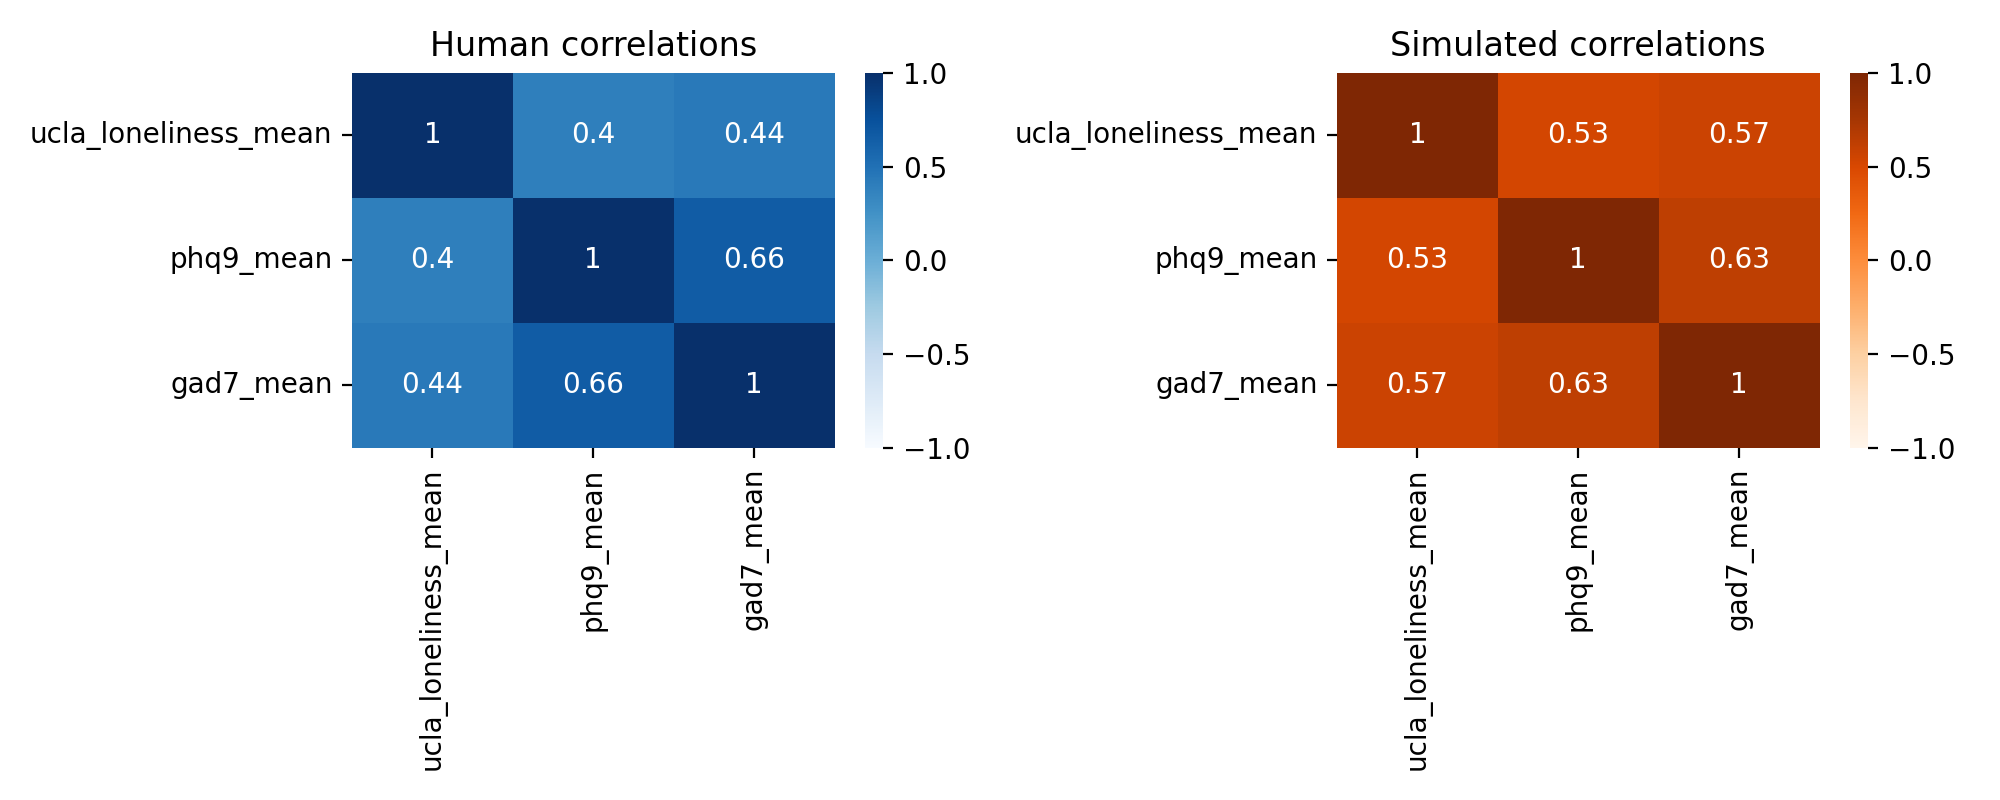 Human correlations
ucla_loneliness_mean
phq9_mean
gad7_mean
1 0.4 0.44
0.4 1 0.66
0.44 0.66 1
1.0
0.5
0.0
−0.5
−1.0
ucla_loneliness_mean
phq9_mean
gad7_mean
Simulated correlations
ucla_loneliness_mean
phq9_mean
gad7_mean
1 0.53 0.57
0.53 1 0.63
0.57 0.63 1
1.0
0.5
0.0
−0.5
−1.0
ucla_loneliness_mean
phq9_mean
gad7_mean